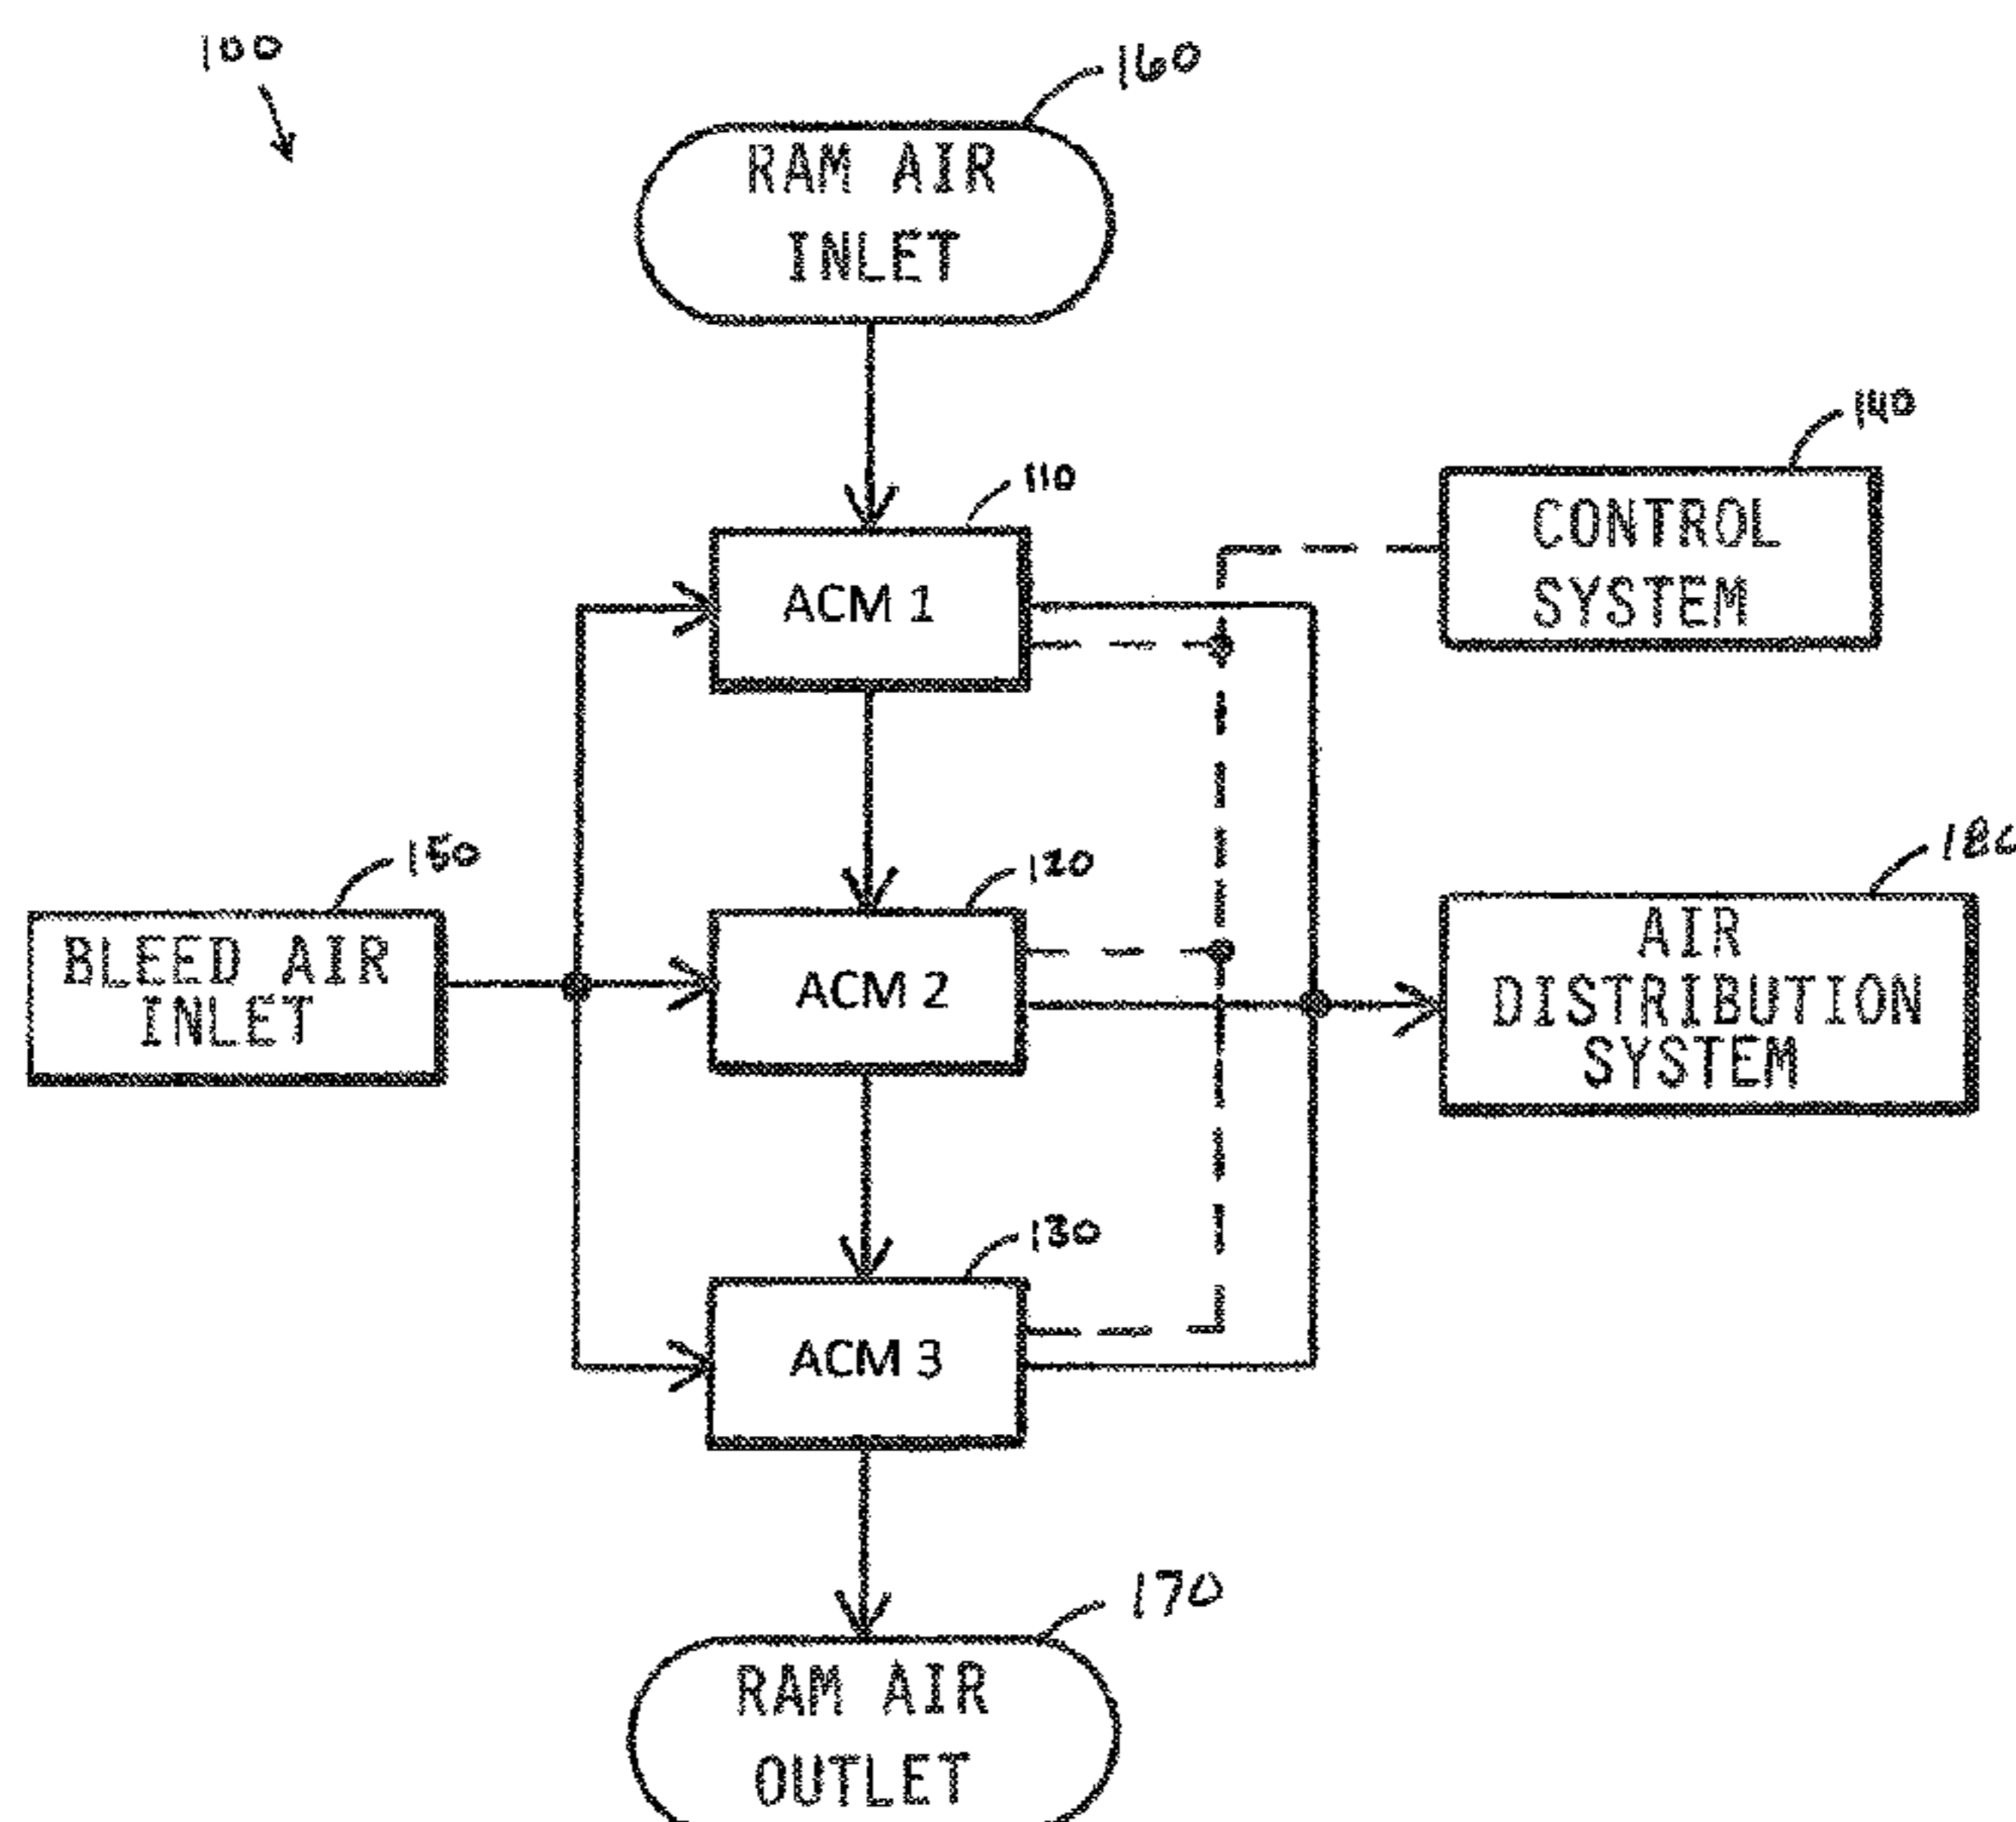 100
160
RAM AIR
INLET
140
110
CONTROL
SYSTEM
ACM 1
150
120
BLEED AIR
INLET
ACM 2
AIR
DISTRIBUTION
SYSTEM
130
ACM 3
170
RAM AIR
OUTLET